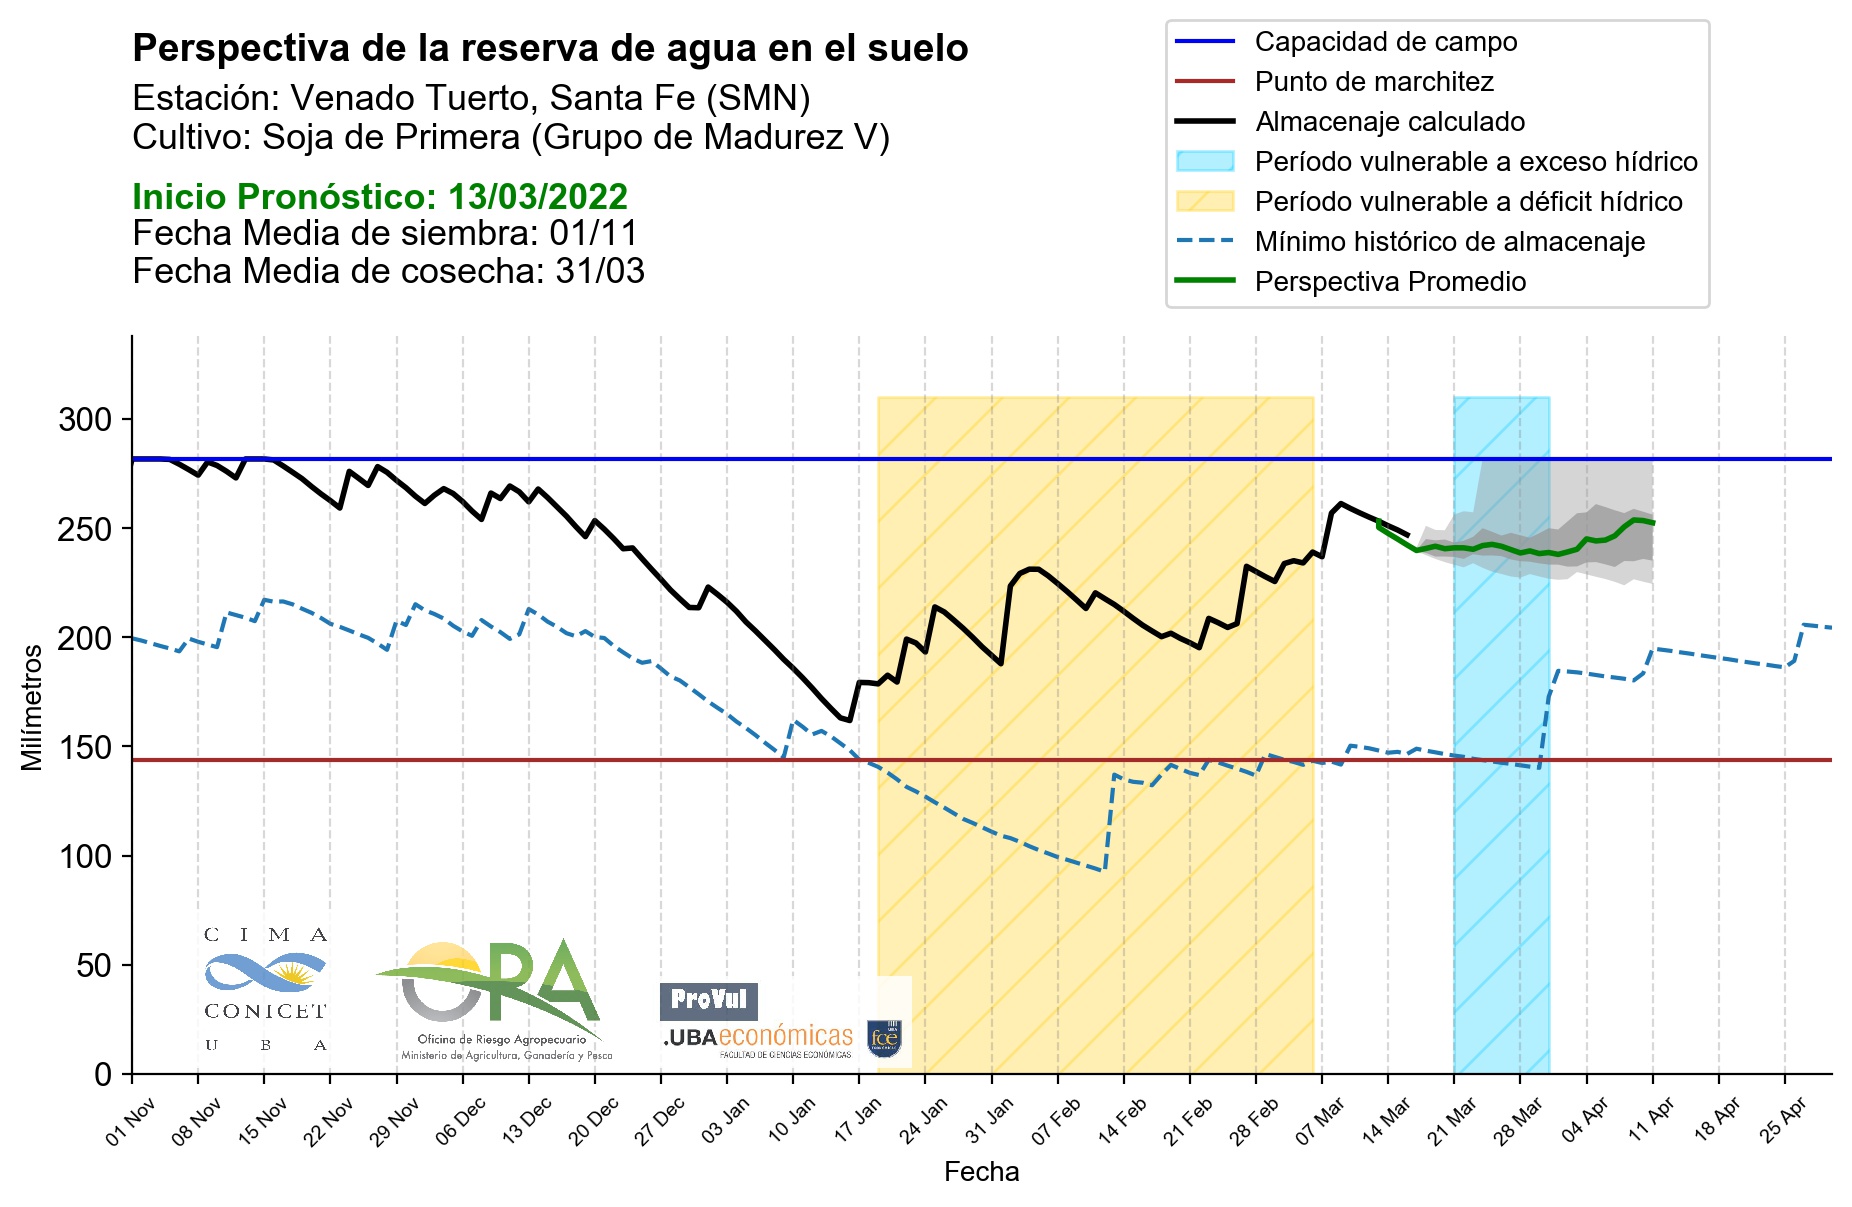 Perspectiva de la reserva de agua en el suelo
Estación: Venado Tuerto, Santa Fe (SMN)
Cultivo: Soja de Primera (Grupo de Madurez V)
Inicio Pronóstico: 13/03/2022
Fecha Media de siembra: 01/11
Fecha Media de cosecha: 31/03
Capacidad de campo
Punto de marchitez
Almacenaje calculado
Período vulnerable a exceso hídrico
Período vulnerable a déficit hídrico
Mínimo histórico de almacenaje
Perspectiva Promedio
Milímetros
300
250
200
150
100
50
0
CIMA
CONICET
UBA
ORA
Oficina de Riesgo Agropecuario
Ministerio de Agricultura, Ganadería y Pesca
ProVul
.UBAeconómicas
FACULTAD DE CIENCIAS ECONÓMICAS
UBA
fce
ECONÓMICAS
01 Nov
08 Nov
15 Nov
22 Nov
29 Nov
06 Dec
13 Dec
20 Dec
27 Dec
03 Jan
10 Jan
17 Jan
24 Jan
31 Jan
07 Feb
14 Feb
21 Feb
28 Feb
07 Mar
14 Mar
21 Mar
28 Mar
04 Apr
11 Apr
18 Apr
25 Apr
Fecha